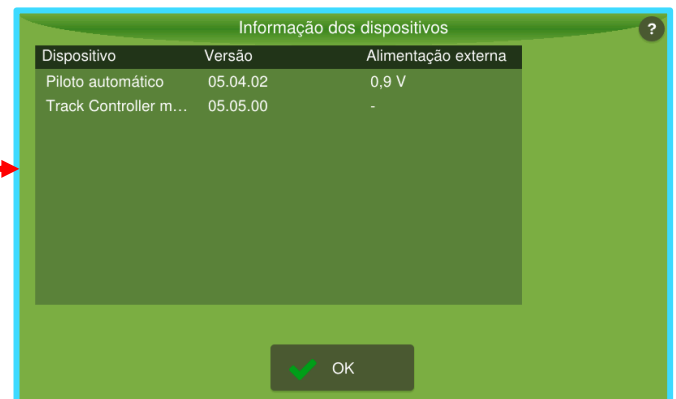 Informação dos dispositivos
?
Dispositivo Versão Alimentação externa
Piloto automático 05.04.02 0,9 V
Track Controller m... 05.05.00 -
OK